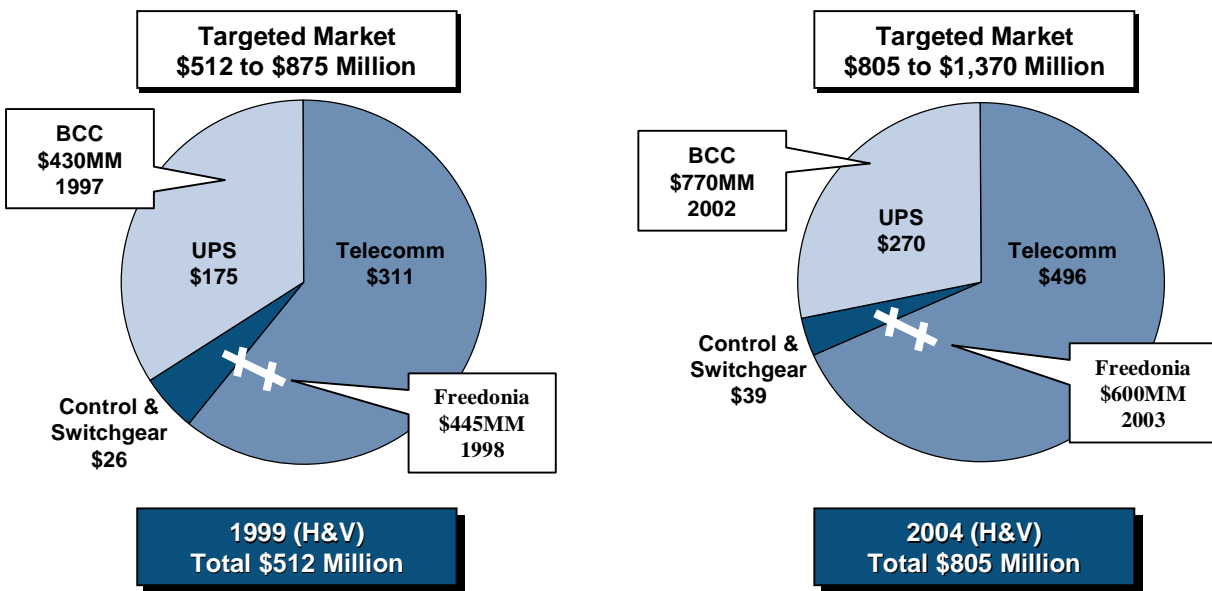 Targeted Market
$512 to $875 Million
BCC
$430MM
1997
UPS
$175
Telecomm
$311
Control &
Switchgear
$26
Freedonia
$445MM
1998
1999 (H&V)
Total $512 Million
Targeted Market
$805 to $1,370 Million
BCC
$770MM
2002
UPS
$270
Telecomm
$496
Control &
Switchgear
$39
Freedonia
$600MM
2003
2004 (H&V)
Total $805 Million